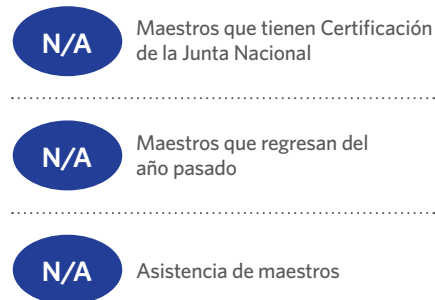 N/A
Maestros que tienen Certificación
de la Junta Nacional
N/A
Maestros que regresan del
año pasado
N/A
Asistencia de maestros